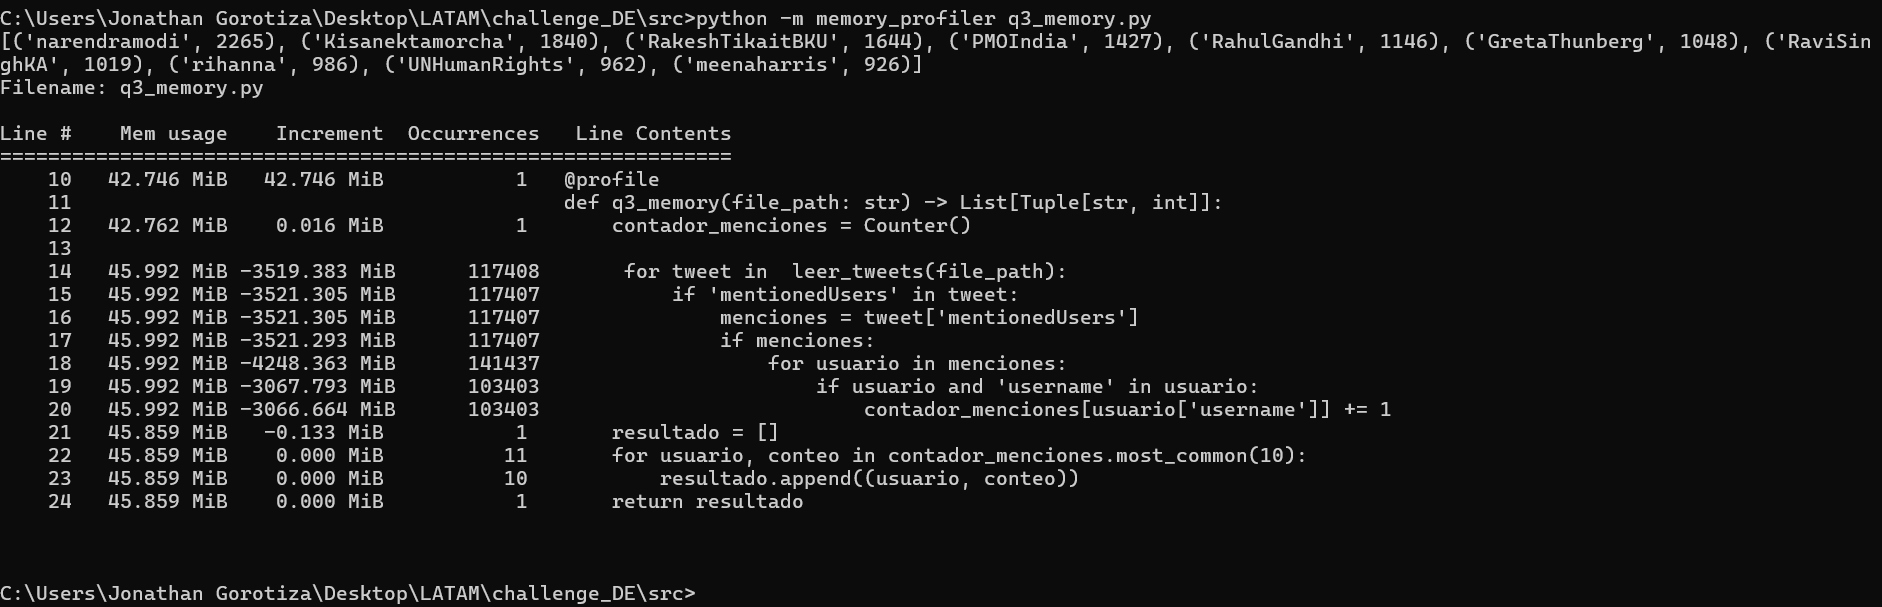 C:\Users\Jonathan Gorotiza\Desktop\LATAM\challenge_DE\src>python -m memory_profiler q3_memory.py
[('narendramodi', 2265), ('Kisanektamorcha', 1840), ('RakeshTikaitBKU', 1644), ('PMOIndia', 1427), ('RahulGandhi', 1146), ('GretaThunberg', 1048), ('RaviSin
ghKA', 1019), ('rihanna', 986), ('UNHumanRights', 962), ('meenaharris', 926)]
Filename: q3_memory.py
Line #    Mem usage    Increment  Occurrences   Line Contents
=============================================================
    10   42.746 MiB   42.746 MiB           1   @profile
    11                                         def q3_memory(file_path: str) -> List[Tuple[str, int]]:
    12   42.762 MiB    0.016 MiB           1       contador_menciones = Counter()
    13
    14   45.992 MiB -3519.383 MiB      117408        for tweet in  leer_tweets(file_path):
    15   45.992 MiB -3521.305 MiB      117407            if 'mentionedUsers' in tweet:
    16   45.992 MiB -3521.305 MiB      117407                menciones = tweet['mentionedUsers']
    17   45.992 MiB -3521.293 MiB      117407                if menciones:
    18   45.992 MiB -4248.363 MiB      141437                    for usuario in menciones:
    19   45.992 MiB -3067.793 MiB      103403                        if usuario and 'username' in usuario:
    20   45.992 MiB -3066.664 MiB      103403                            contador_menciones[usuario['username']] += 1
    21   45.859 MiB   -0.133 MiB           1       resultado = []
    22   45.859 MiB    0.000 MiB          11       for usuario, conteo in contador_menciones.most_common(10):
    23   45.859 MiB    0.000 MiB          10           resultado.append((usuario, conteo))
    24   45.859 MiB    0.000 MiB           1       return resultado
C:\Users\Jonathan Gorotiza\Desktop\LATAM\challenge_DE\src>